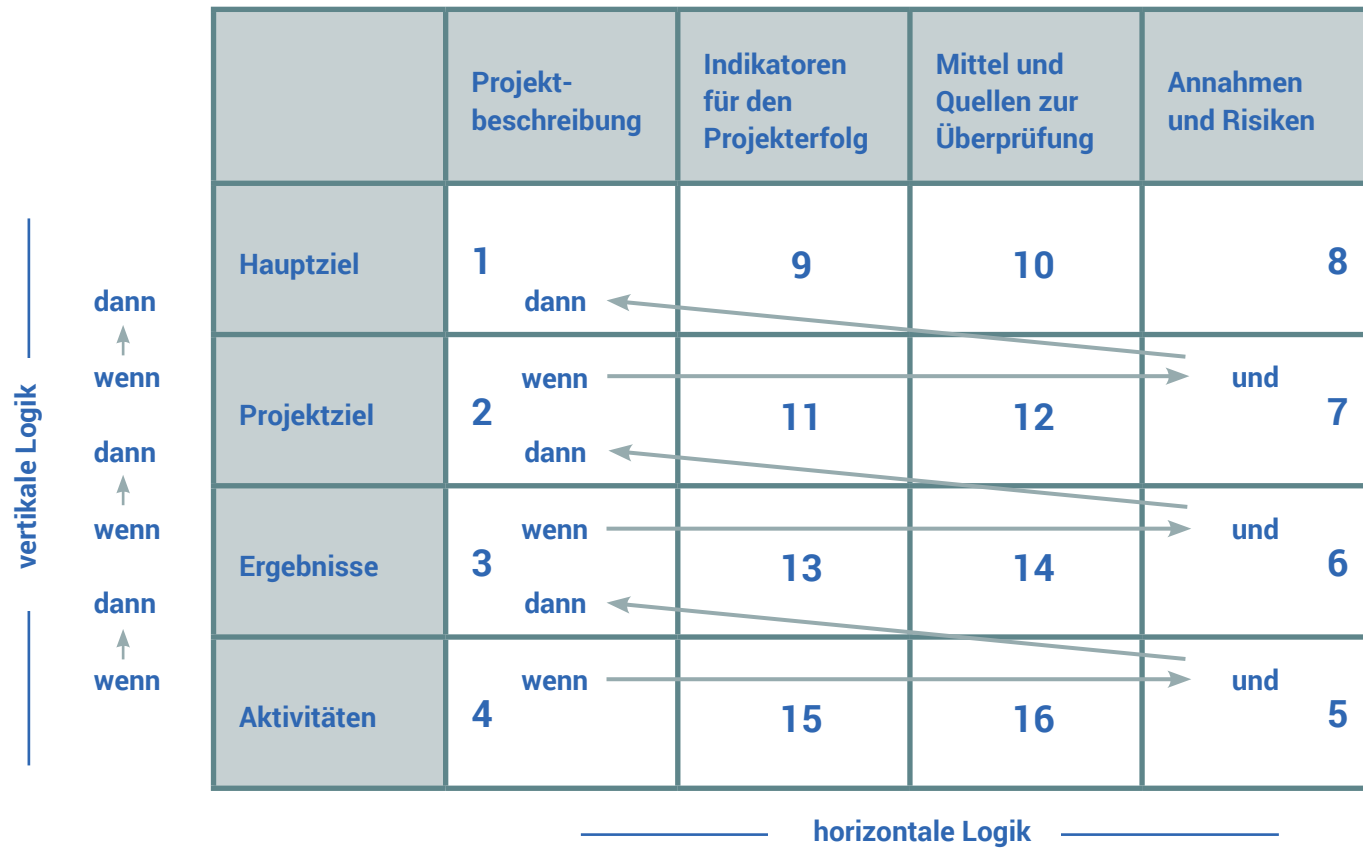 Projekt-
beschreibung
Indikatoren
für den
Projekterfolg
Mittel und
Quellen zur
Überprüfung
Annahmen
und Risiken
vertikale Logik
dann
wenn
dann
wenn
dann
wenn
Hauptziel
1
dann
9
10
8
Projektziel
2
wenn
dann
11
12
und
7
Ergebnisse
3
wenn
dann
13
14
und
6
Aktivitäten
4
wenn
15
16
und
5
horizontale Logik